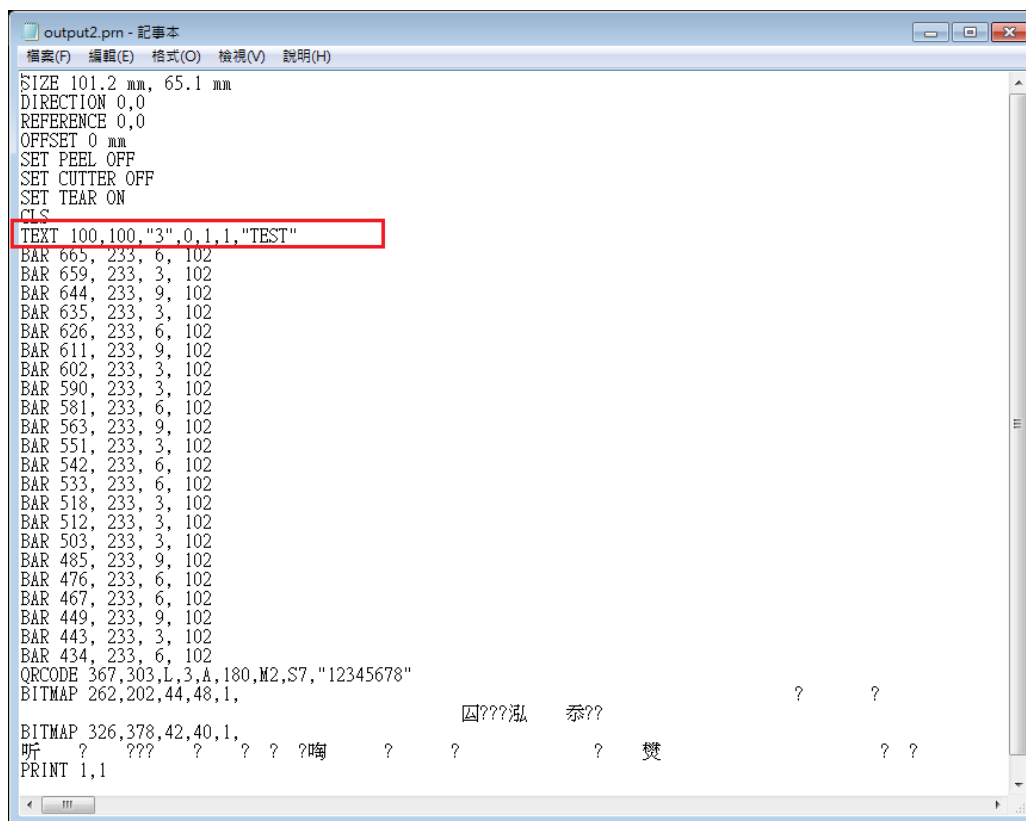 output2.prn - 記事本
檔案(F) 編輯(E) 格式(O) 檢視(V) 說明(H)
SIZE 101.2 mm, 65.1 mm
DIRECTION 0,0
REFERENCE 0,0
OFFSET 0 mm
SET PEEL OFF
SET CUTTER OFF
SET TEAR ON
CLS
TEXT 100,100,"3",0,1,1,"TEST"
BAR 665, 233, 6, 102
BAR 659, 233, 3, 102
BAR 644, 233, 9, 102
BAR 635, 233, 3, 102
BAR 626, 233, 6, 102
BAR 611, 233, 9, 102
BAR 602, 233, 3, 102
BAR 590, 233, 3, 102
BAR 581, 233, 6, 102
BAR 563, 233, 9, 102
BAR 551, 233, 3, 102
BAR 542, 233, 6, 102
BAR 533, 233, 6, 102
BAR 518, 233, 3, 102
BAR 512, 233, 3, 102
BAR 503, 233, 3, 102
BAR 485, 233, 9, 102
BAR 476, 233, 6, 102
BAR 467, 233, 6, 102
BAR 449, 233, 9, 102
BAR 443, 233, 3, 102
BAR 434, 233, 6, 102
QRCODE 367,303,L,3,A,180,M2,S7,"12345678"
BITMAP 262,202,44,48,1, ? ?
???泓 忝??
BITMAP 326,378,42,40,1,
听 ? ??? ? ? ? ?啕 ? ? ? 燓 ? ?
PRINT 1,1